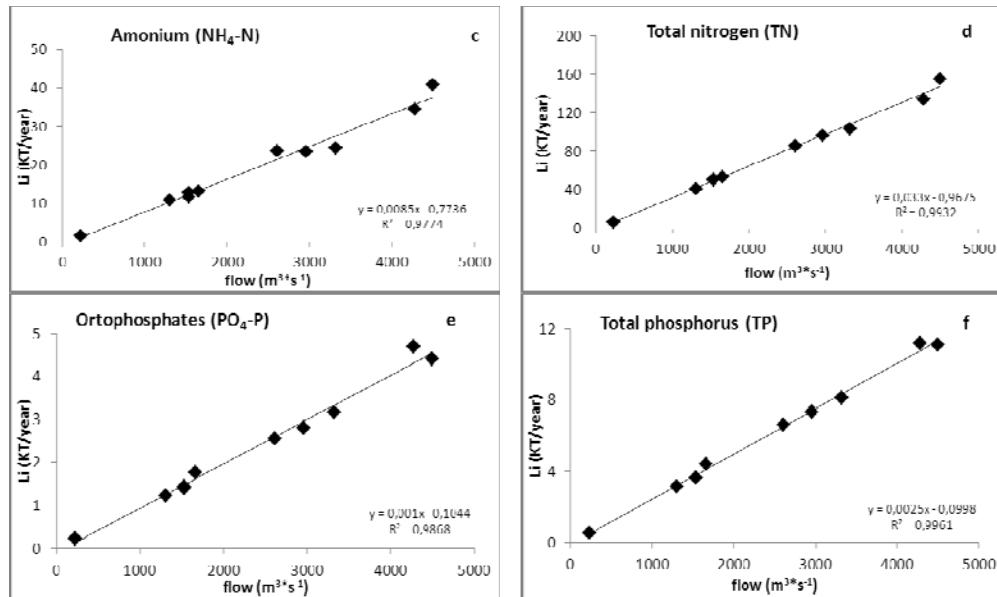 Amonium (NH₄-N) c
Li (KT/year)
50
40
30
20
10
0
y = 0,0085x 0,7736
R² 0,9774
0 1000 2000 3000 4000 5000
flow (m³*s⁻¹)
Total nitrogen (TN) d
Li (KT/year)
200
160
120
80
40
0
y = 0,033x - 0,9675
R² = 0,9932
0 1000 2000 3000 4000 5000
flow (m³*s⁻¹)
Ortophosphates (PO₄-P) e
Li (KT/year)
5
4
3
2
1
0
y = 0,001x 0,1044
R² 0,9868
0 1000 2000 3000 4000 5000
flow (m³*s⁻¹)
Total phosphorus (TP) f
Li (KT/year)
12
8
4
0
y = 0,0025x - 0,0998
R² 0,9961
0 1000 2000 3000 4000 5000
flow (m³*s⁻¹)